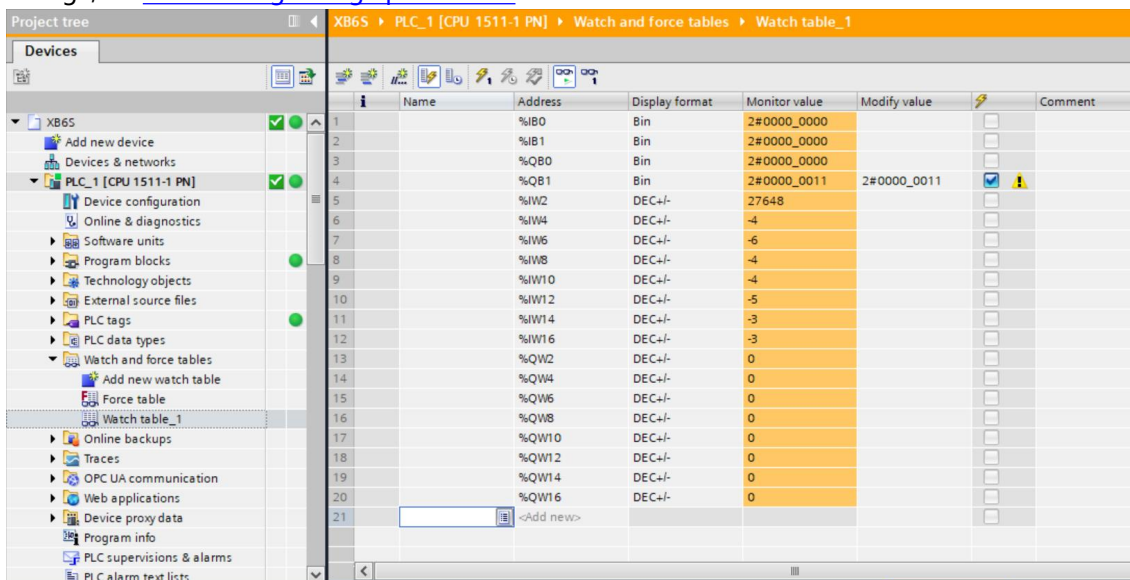 Project tree
XB6S ▸ PLC_1 [CPU 1511-1 PN] ▸ Watch and force tables ▸ Watch table_1
Devices
i Name Address Display format Monitor value Modify value Comment
XB6S
Add new device
Devices & networks
PLC_1 [CPU 1511-1 PN]
Device configuration
Online & diagnostics
Software units
Program blocks
Technology objects
External source files
PLC tags
PLC data types
Watch and force tables
Add new watch table
Force table
Watch table_1
Online backups
Traces
OPC UA communication
Web applications
Device proxy data
Program info
PLC supervisions & alarms
PLC alarm text lists
1 %IB0 Bin 2#0000_0000
2 %IB1 Bin 2#0000_0000
3 %QB0 Bin 2#0000_0000
4 %QB1 Bin 2#0000_0011 2#0000_0011
5 %IW2 DEC+/- 27648
6 %IW4 DEC+/- -4
7 %IW6 DEC+/- -6
8 %IW8 DEC+/- -4
9 %IW10 DEC+/- -4
10 %IW12 DEC+/- -5
11 %IW14 DEC+/- -3
12 %IW16 DEC+/- -3
13 %QW2 DEC+/- 0
14 %QW4 DEC+/- 0
15 %QW6 DEC+/- 0
16 %QW8 DEC+/- 0
17 %QW10 DEC+/- 0
18 %QW12 DEC+/- 0
19 %QW14 DEC+/- 0
20 %QW16 DEC+/- 0
21 <Add new>